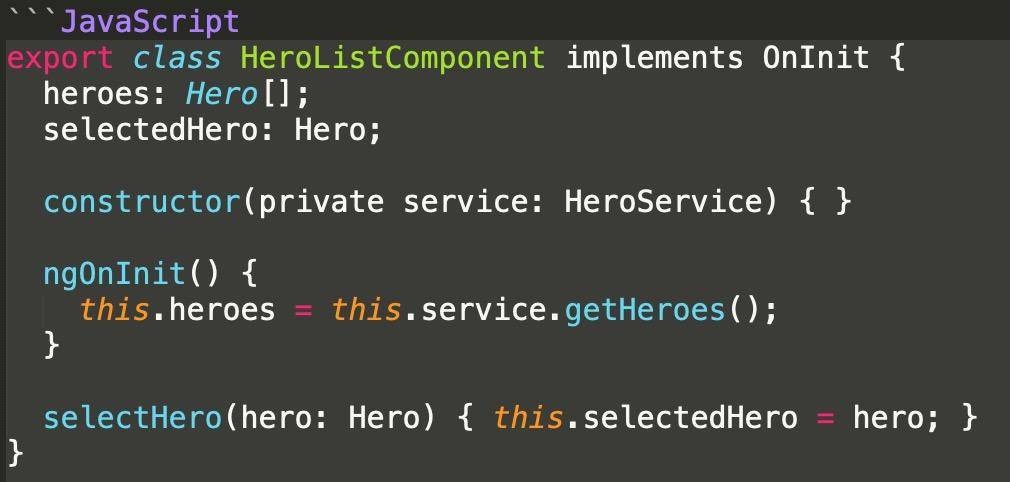 ```JavaScript
export class HeroListComponent implements OnInit {
  heroes: Hero[];
  selectedHero: Hero;

  constructor(private service: HeroService) { }

  ngOnInit() {
    this.heroes = this.service.getHeroes();
  }

  selectHero(hero: Hero) { this.selectedHero = hero; }
}